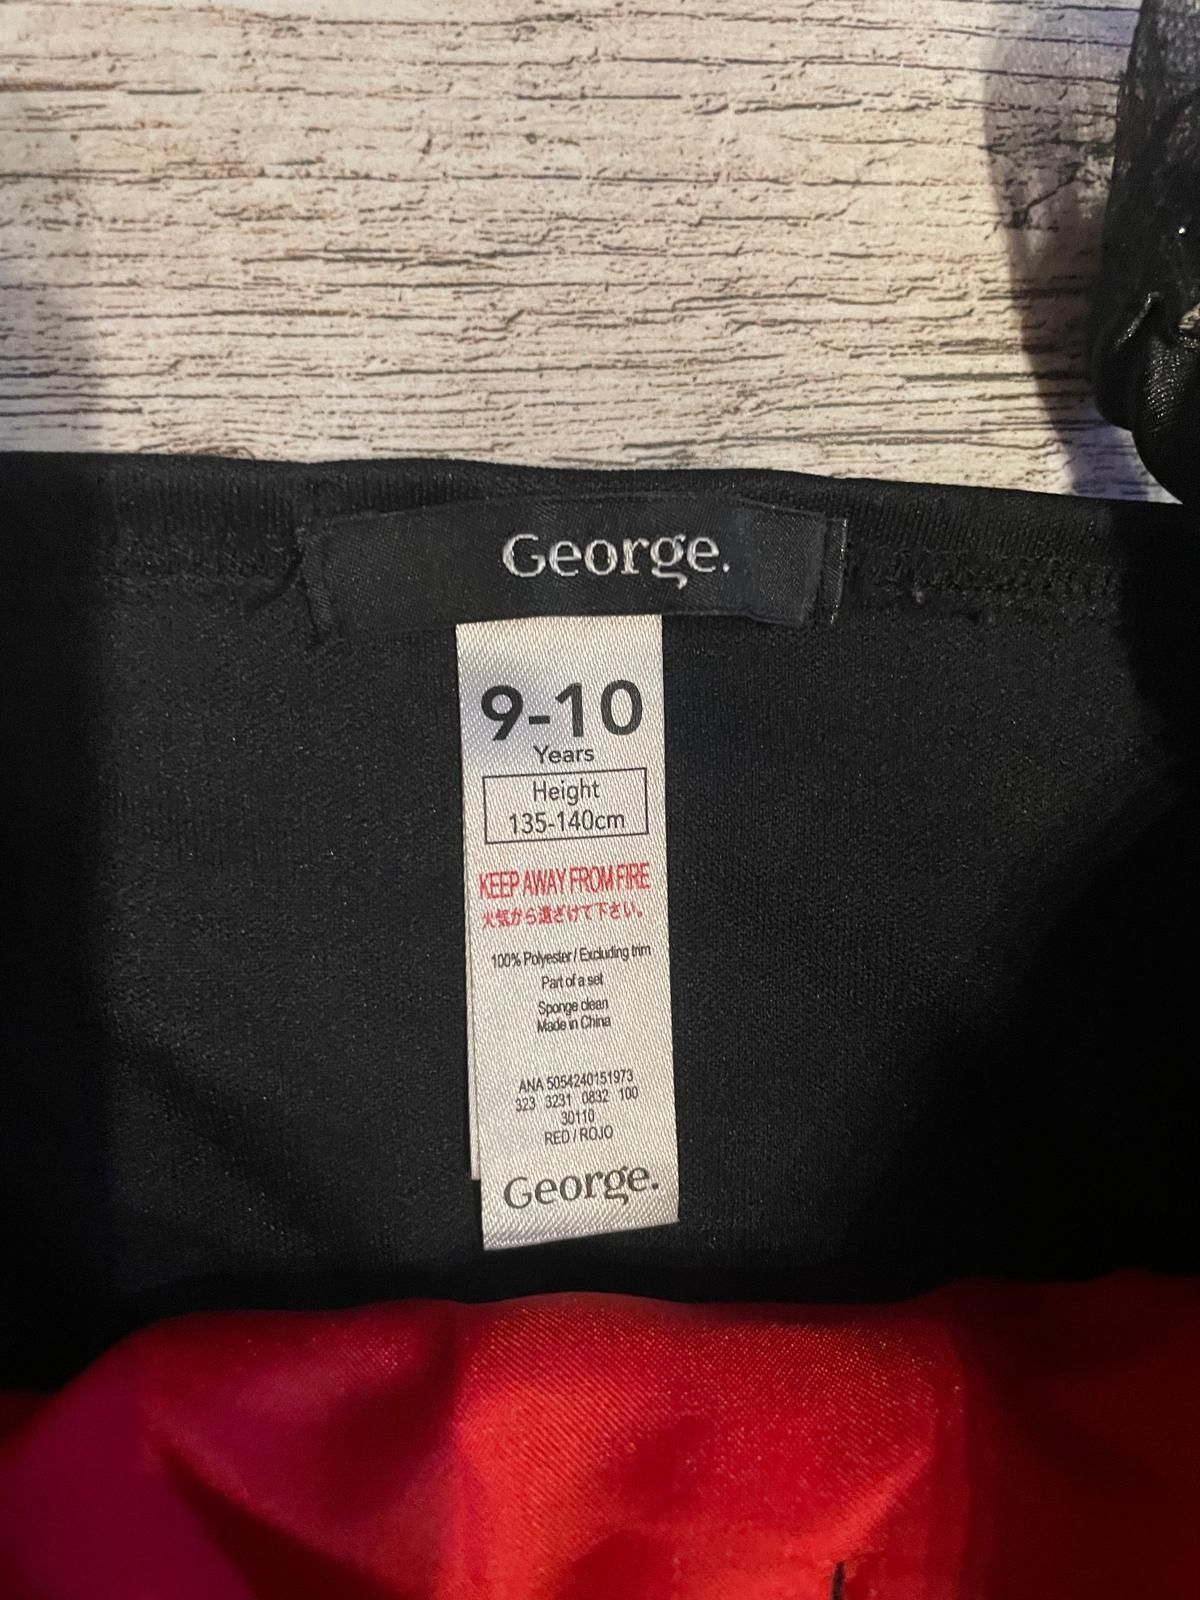 George.
9-10
Years
Height
135-140cm
KEEP AWAY FROM FIRE
火気から遠ざけて下さい。
100% Polyester / Excluding trim
Part of a set
Sponge clean
Made in China
ANA 5054240151973
323 3231 0832 100
30110
RED / ROJO
George.